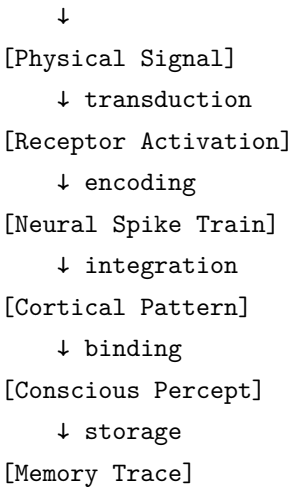 ↓
[Physical Signal]
↓ transduction
[Receptor Activation]
↓ encoding
[Neural Spike Train]
↓ integration
[Cortical Pattern]
↓ binding
[Conscious Percept]
↓ storage
[Memory Trace]